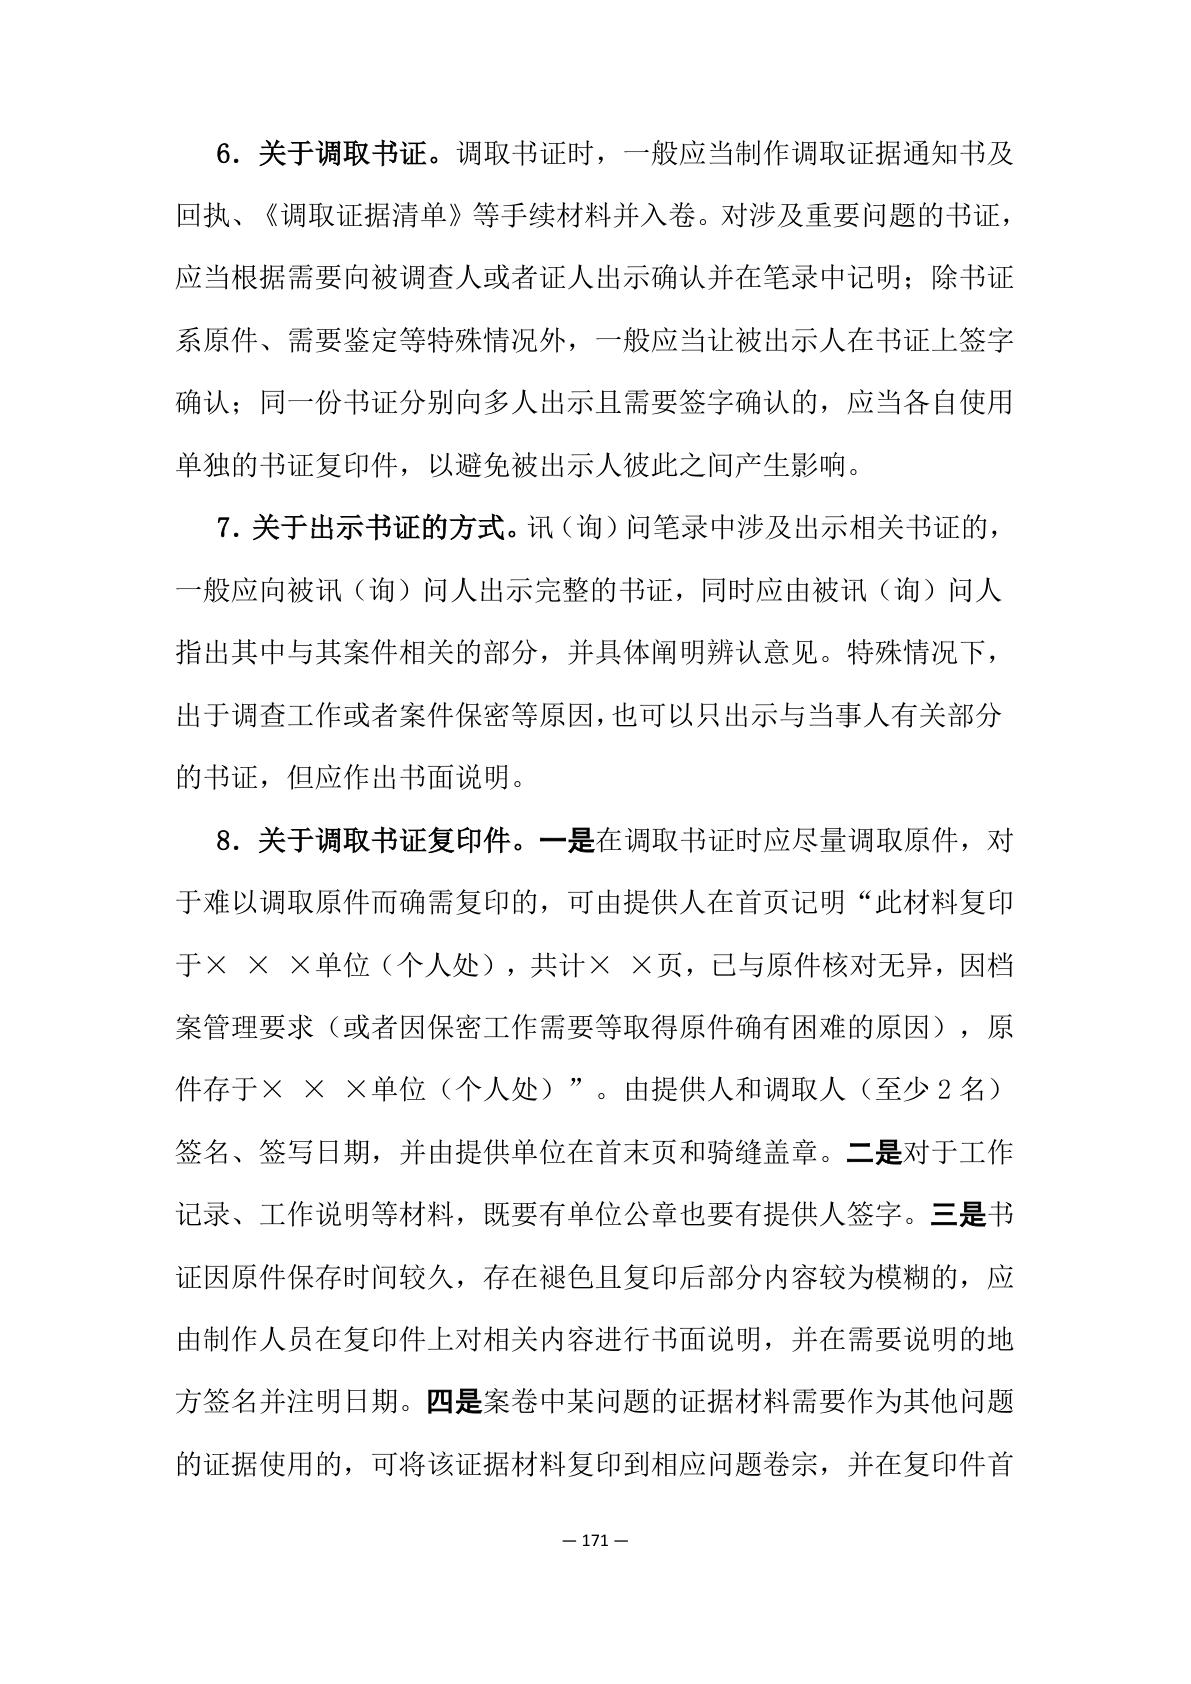 6．关于调取书证。调取书证时，一般应当制作调取证据通知书及
回执、《调取证据清单》等手续材料并入卷。对涉及重要问题的书证，
应当根据需要向被调查人或者证人出示确认并在笔录中记明；除书证
系原件、需要鉴定等特殊情况外，一般应当让被出示人在书证上签字
确认；同一份书证分别向多人出示且需要签字确认的，应当各自使用
单独的书证复印件，以避免被出示人彼此之间产生影响。
7. 关于出示书证的方式。讯（询）问笔录中涉及出示相关书证的，
一般应向被讯（询）问人出示完整的书证，同时应由被讯（询）问人
指出其中与其案件相关的部分，并具体阐明辨认意见。特殊情况下，
出于调查工作或者案件保密等原因，也可以只出示与当事人有关部分
的书证，但应作出书面说明。
8．关于调取书证复印件。一是在调取书证时应尽量调取原件，对
于难以调取原件而确需复印的，可由提供人在首页记明“此材料复印
于× × ×单位（个人处），共计× ×页，已与原件核对无异，因档
案管理要求（或者因保密工作需要等取得原件确有困难的原因），原
件存于× × ×单位（个人处）”。由提供人和调取人（至少 2 名）
签名、签写日期，并由提供单位在首末页和骑缝盖章。二是对于工作
记录、工作说明等材料，既要有单位公章也要有提供人签字。三是书
证因原件保存时间较久，存在褪色且复印后部分内容较为模糊的，应
由制作人员在复印件上对相关内容进行书面说明，并在需要说明的地
方签名并注明日期。四是案卷中某问题的证据材料需要作为其他问题
的证据使用的，可将该证据材料复印到相应问题卷宗，并在复印件首
— 171 —